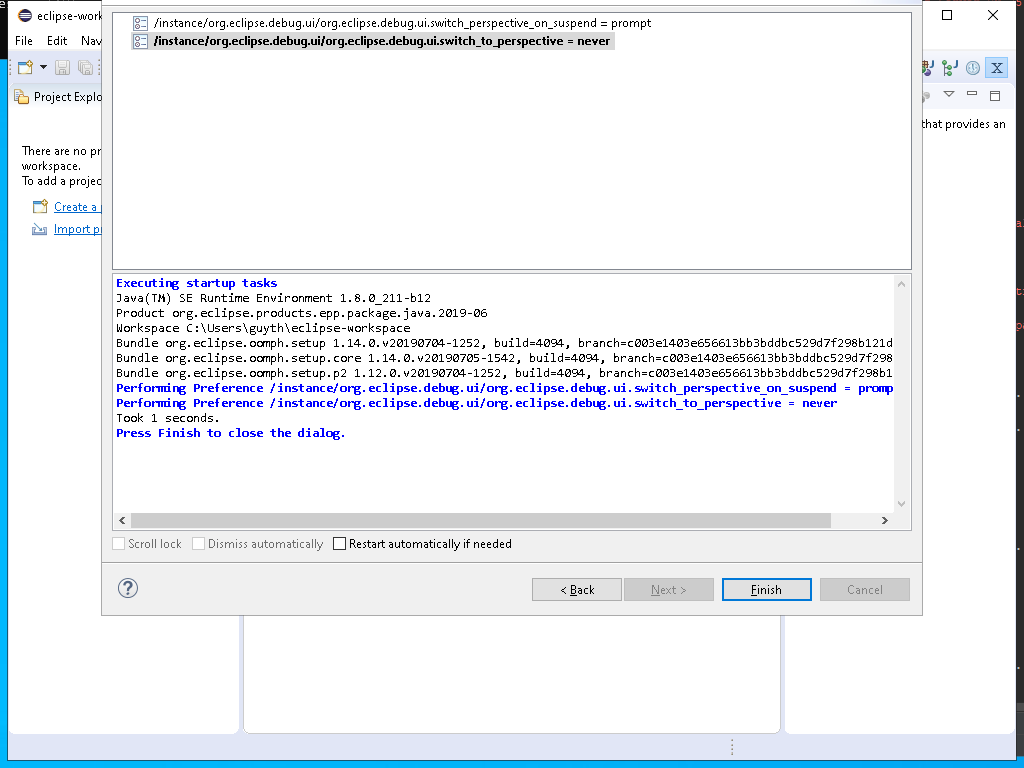 eclipse-work
/instance/org.eclipse.debug.ui/org.eclipse.debug.ui.switch_perspective_on_suspend = prompt
File Edit Nav
/instance/org.eclipse.debug.ui/org.eclipse.debug.ui.switch_to_perspective = never
Project Explo
that provides an
There are no pr
workspace.
To add a projec
Create a p
Import pr
Executing startup tasks
Java(TM) SE Runtime Environment 1.8.0_211-b12
Product org.eclipse.products.epp.package.java.2019-06
Workspace C:\Users\guyth\eclipse-workspace
Bundle org.eclipse.oomph.setup 1.14.0.v20190704-1252, build=4094, branch=c003e1403e656613bb3bddbc529d7f298b121d
Bundle org.eclipse.oomph.setup.core 1.14.0.v20190705-1542, build=4094, branch=c003e1403e656613bb3bddbc529d7f298
Bundle org.eclipse.oomph.setup.p2 1.12.0.v20190704-1252, build=4094, branch=c003e1403e656613bb3bddbc529d7f298b1
Performing Preference /instance/org.eclipse.debug.ui/org.eclipse.debug.ui.switch_perspective_on_suspend = promp
Performing Preference /instance/org.eclipse.debug.ui/org.eclipse.debug.ui.switch_to_perspective = never
Took 1 seconds.
Press Finish to close the dialog.
Scroll lock Dismiss automatically Restart automatically if needed
< Back Next > Finish Cancel